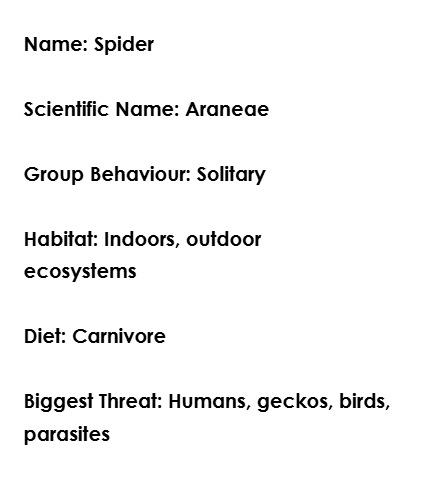 Name: Spider
Scientific Name: Araneae
Group Behaviour: Solitary
Habitat: Indoors, outdoor
ecosystems
Diet: Carnivore
Biggest Threat: Humans, geckos, birds,
parasites